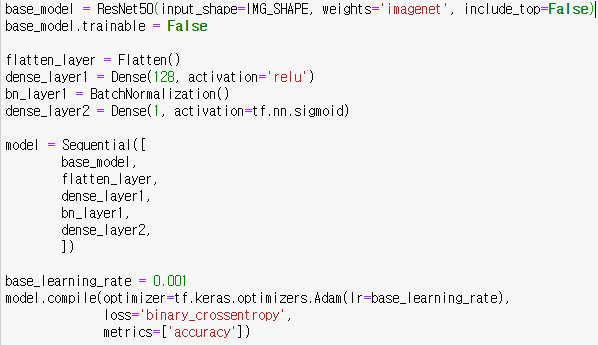 base_model = ResNet50(input_shape=IMG_SHAPE, weights='imagenet', include_top=False)
base_model.trainable = False

flatten_layer = Flatten()
dense_layer1 = Dense(128, activation='relu')
bn_layer1 = BatchNormalization()
dense_layer2 = Dense(1, activation=tf.nn.sigmoid)

model = Sequential([
        base_model,
        flatten_layer,
        dense_layer1,
        bn_layer1,
        dense_layer2,
        ])

base_learning_rate = 0.001
model.compile(optimizer=tf.keras.optimizers.Adam(lr=base_learning_rate),
              loss='binary_crossentropy',
              metrics=['accuracy'])